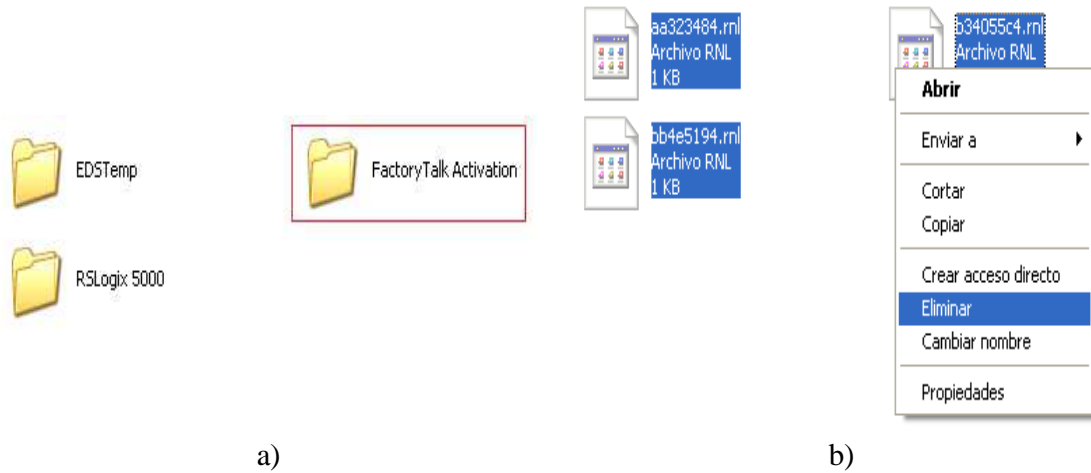 EDSTemp
FactoryTalk Activation
RSLogix 5000
a)
aa323484.rnl
Archivo RNL
1 KB
bb4e5194.rnl
Archivo RNL
1 KB
b34055c4.rnl
Archivo RNL
Abrir
Enviar a
Cortar
Copiar
Crear acceso directo
Eliminar
Cambiar nombre
Propiedades
b)